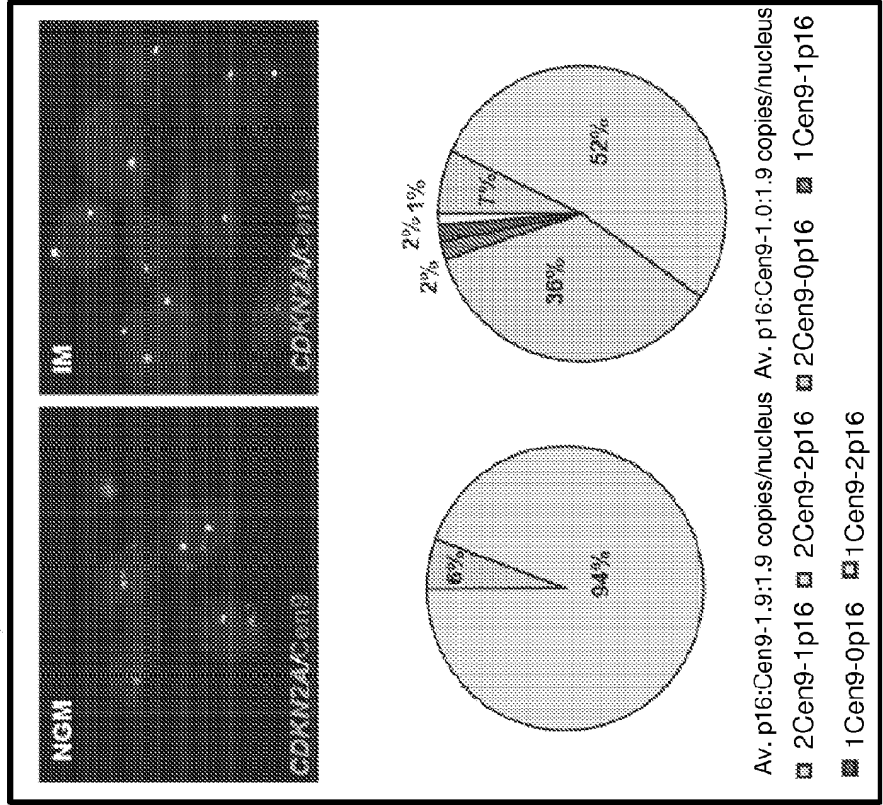 NGM
IM
CDKN2A/Cen9
CDKN2A/Cen9
6%
94%
2%
2%
1%
7%
52%
36%
Av. p16:Cen9-1.9:1.9 copies/nucleus
Av. p16:Cen9-1.0:1.9 copies/nucleus
2Cen9-1p16
2Cen9-2p16
2Cen9-0p16
1Cen9-1p16
1Cen9-0p16
1Cen9-2p16